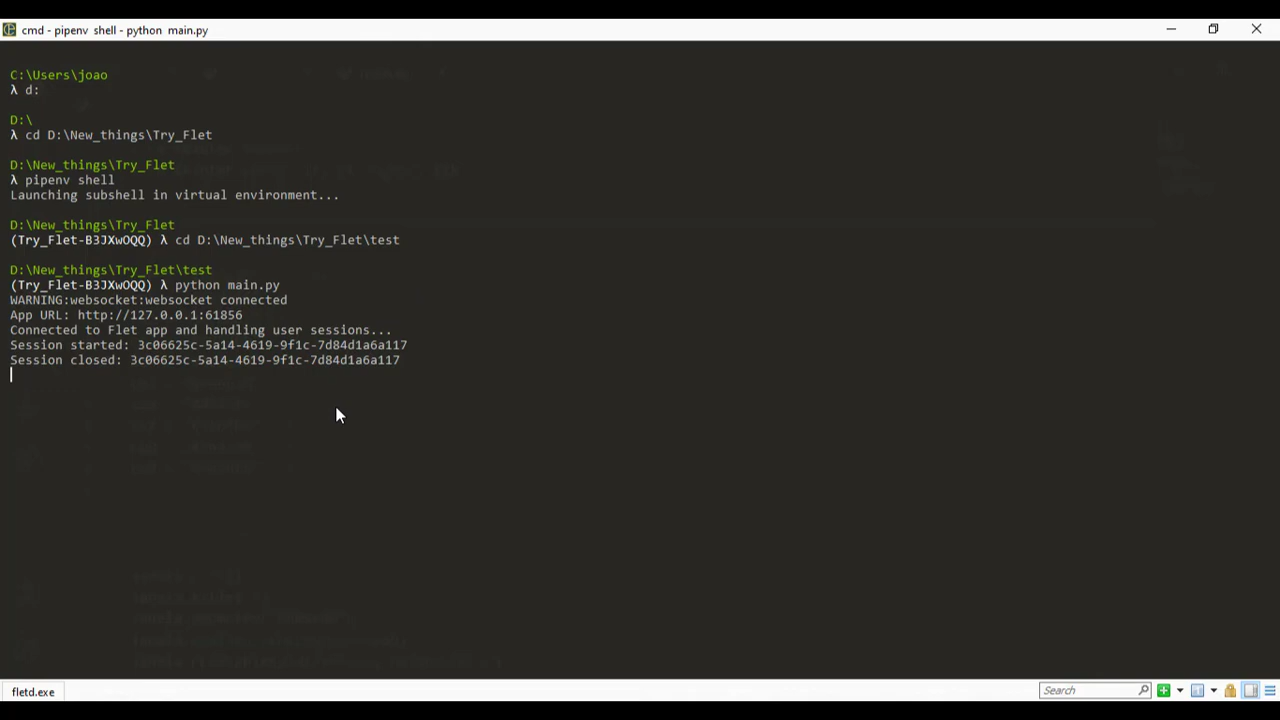 cmd - pipenv shell - python main.py
C:\Users\joao
λ d:
D:\
λ cd D:\New_things\Try_Flet
D:\New_things\Try_Flet
λ pipenv shell
Launching subshell in virtual environment...
D:\New_things\Try_Flet
(Try_Flet-B3JXwOQQ) λ cd D:\New_things\Try_Flet\test
D:\New_things\Try_Flet\test
(Try_Flet-B3JXwOQQ) λ python main.py
WARNING:websocket:websocket connected
App URL: http://127.0.0.1:61856
Connected to Flet app and handling user sessions...
Session started: 3c06625c-5a14-4619-9f1c-7d84d1a6a117
Session closed: 3c06625c-5a14-4619-9f1c-7d84d1a6a117
fletd.exe
Search